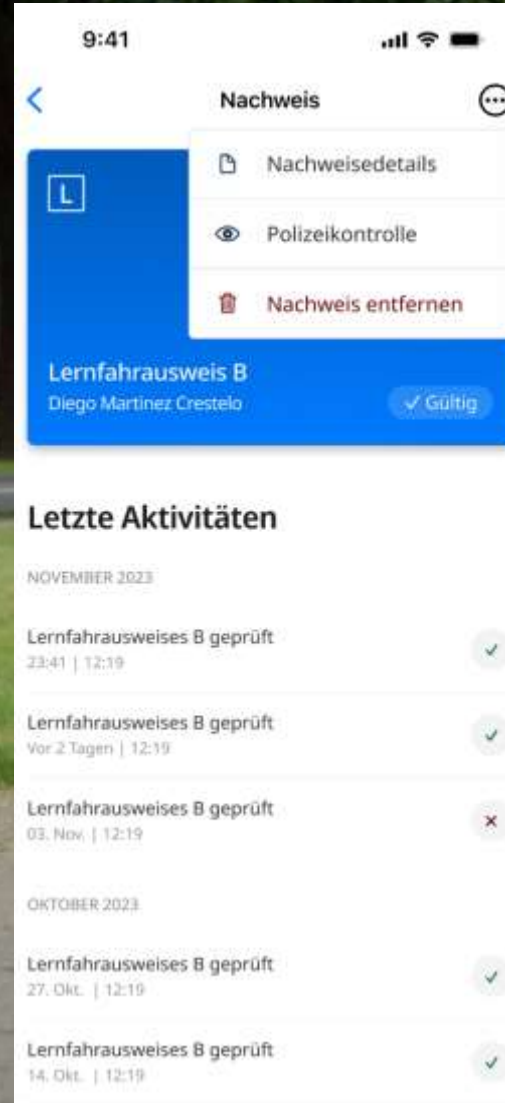 9:41
Nachweis
Nachweisedetails
L
Polizeikontrolle
Nachweis entfernen
Lernfahrausweis B
Diego Martinez Crestelo
Gültig
Letzte Aktivitäten
NOVEMBER 2023
Lernfahrausweises B geprüft
23:41 | 12:19
Lernfahrausweises B geprüft
Vor 2 Tagen | 12:19
Lernfahrausweises B geprüft
03. Nov. | 12:19
OKTOBER 2023
Lernfahrausweises B geprüft
27. Okt. | 12:19
Lernfahrausweises B geprüft
14. Okt. | 12:19